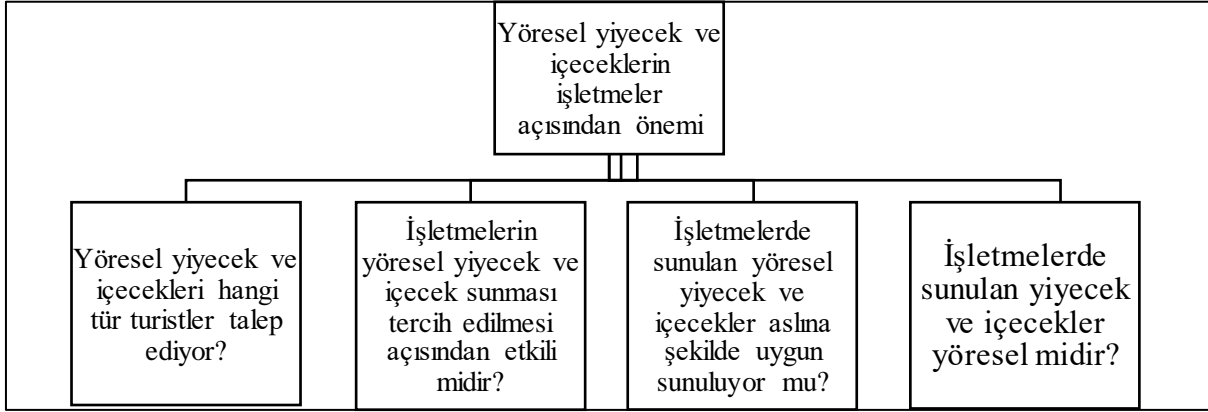 Yöresel yiyecek ve
içeceklerin
işletmeler
açısından önemi
Yöresel yiyecek ve
içecekleri hangi
tür turistler talep
ediyor?
İşletmelerin
yöresel yiyecek ve
içecek sunması
tercih edilmesi
açısından etkili
midir?
İşletmelerde
sunulan yöresel
yiyecek ve
içecekler aslına
şekilde uygun
sunuluyor mu?
İşletmelerde
sunulan yiyecek
ve içecekler
yöresel midir?